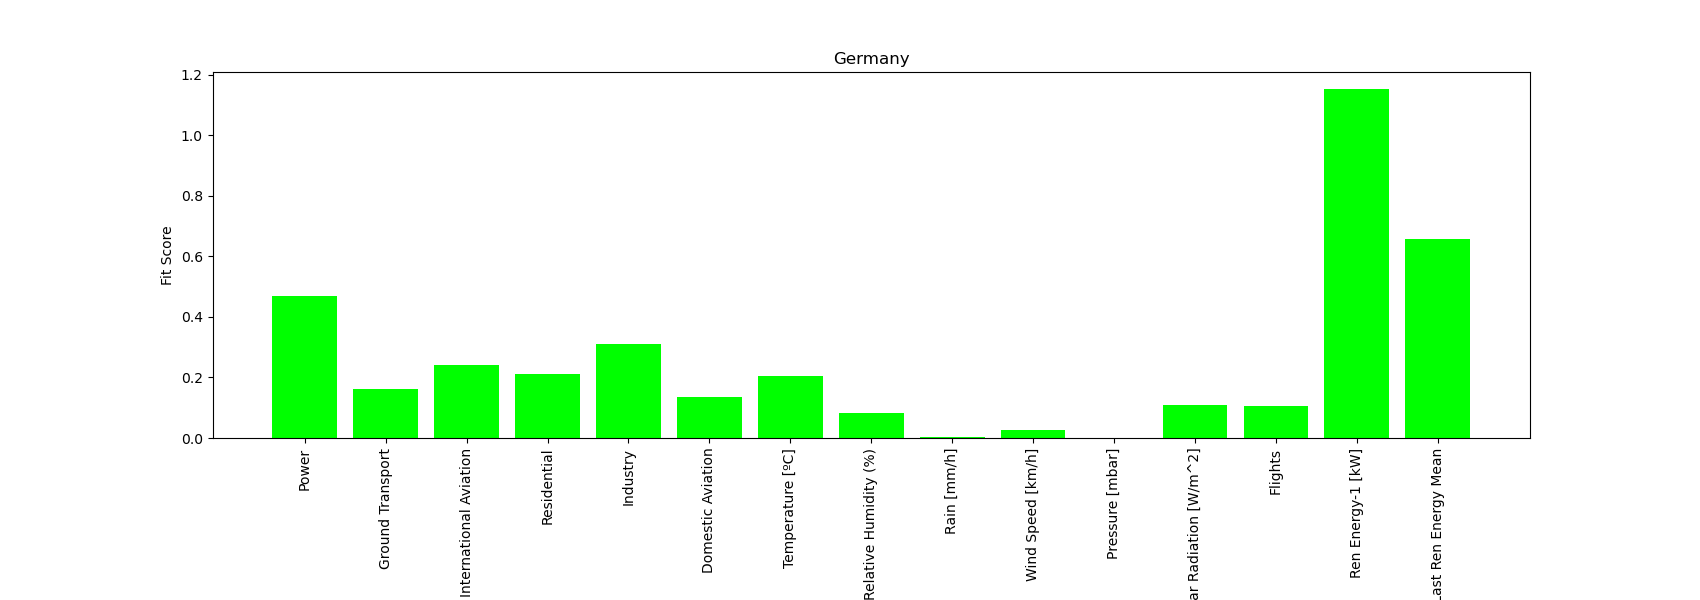 Germany
Fit Score
1.2
1.0
0.8
0.6
0.4
0.2
0.0
Power
Ground Transport
International Aviation
Residential
Industry
Domestic Aviation
Temperature [ºC]
Relative Humidity (%)
Rain [mm/h]
Wind Speed [km/h]
Pressure [mbar]
ar Radiation [W/m^2]
Flights
Ren Energy-1 [kW]
Last Ren Energy Mean